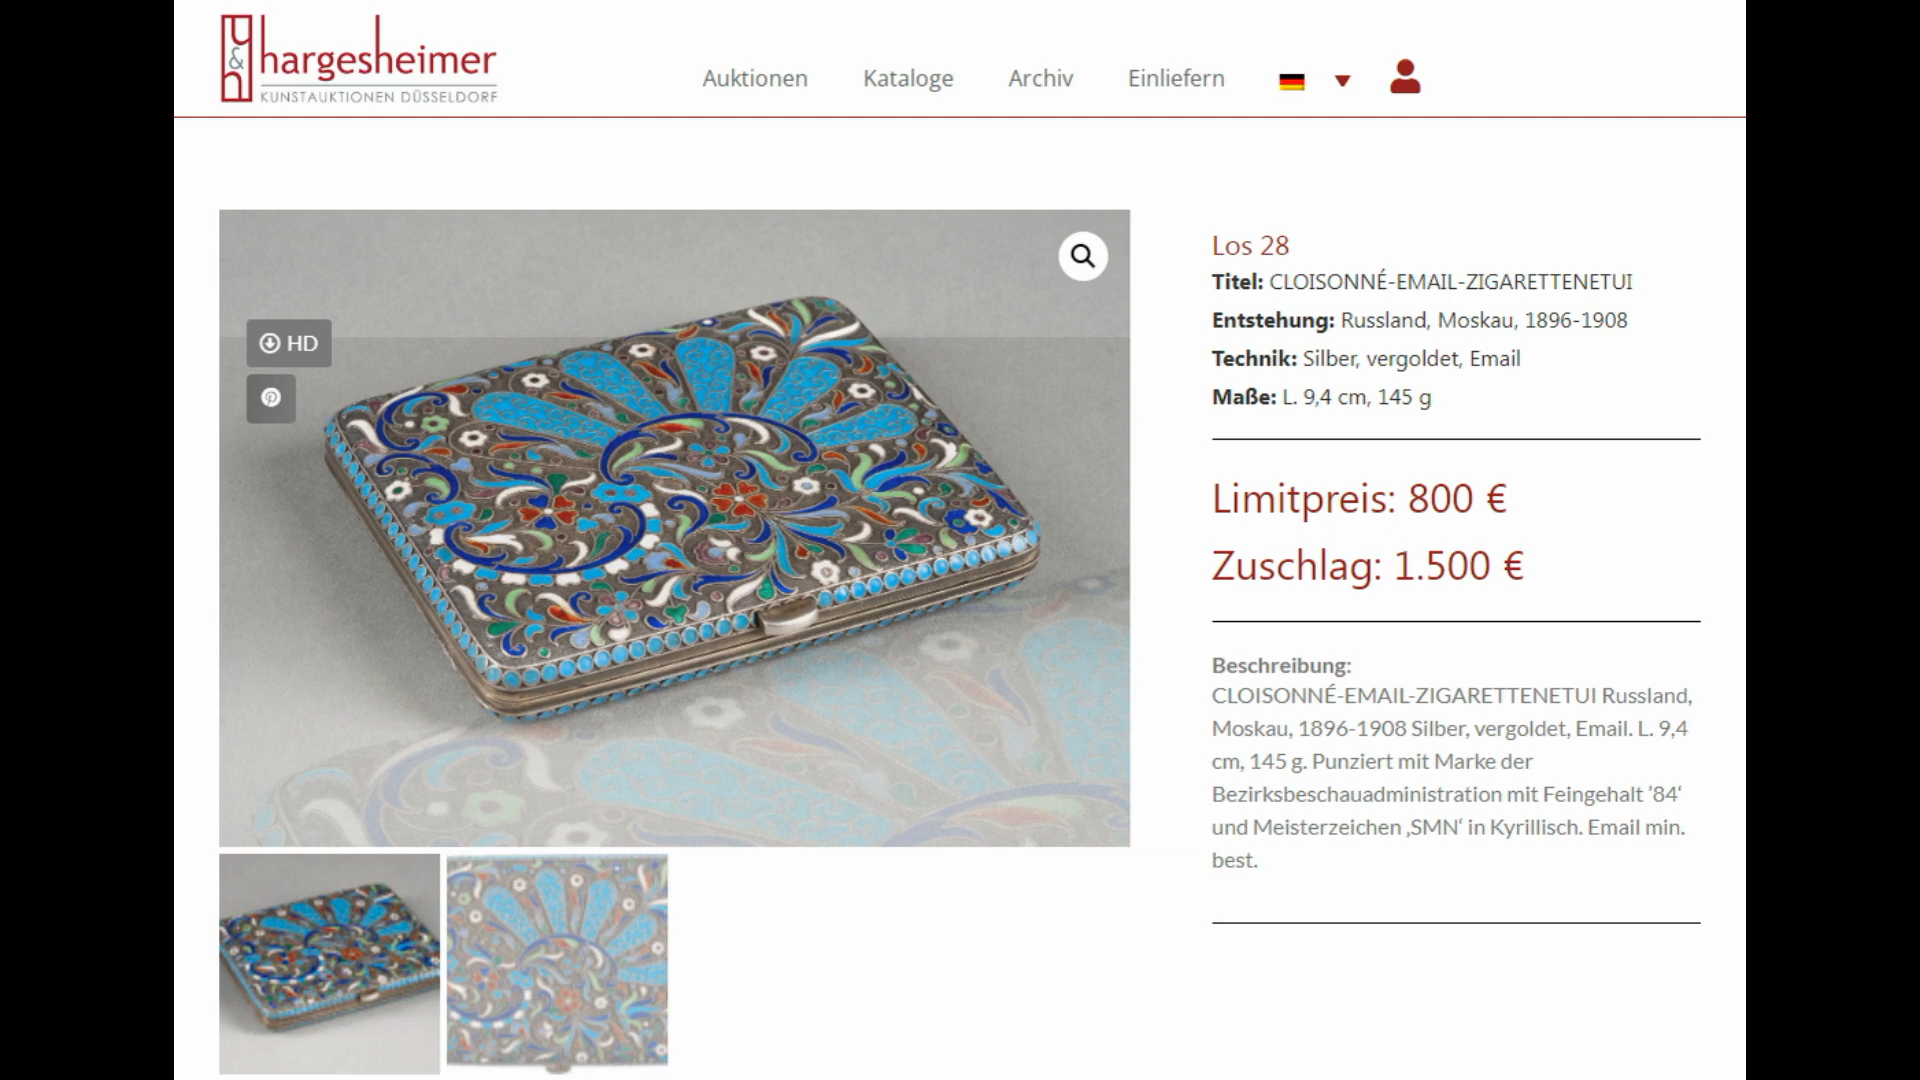 u&h hargesheimer
KUNSTAUKTIONEN DÜSSELDORF
Auktionen Kataloge Archiv Einliefern
HD
Los 28
Titel: CLOISONNÉ-EMAIL-ZIGARETTENETUI
Entstehung: Russland, Moskau, 1896-1908
Technik: Silber, vergoldet, Email
Maße: L. 9,4 cm, 145 g
Limitpreis: 800 €
Zuschlag: 1.500 €
Beschreibung:
CLOISONNÉ-EMAIL-ZIGARETTENETUI Russland,
Moskau, 1896-1908 Silber, vergoldet, Email. L. 9,4
cm, 145 g. Punziert mit Marke der
Bezirksbeschauadministration mit Feingehalt ’84‘
und Meisterzeichen ‚SMN‘ in Kyrillisch. Email min.
best.